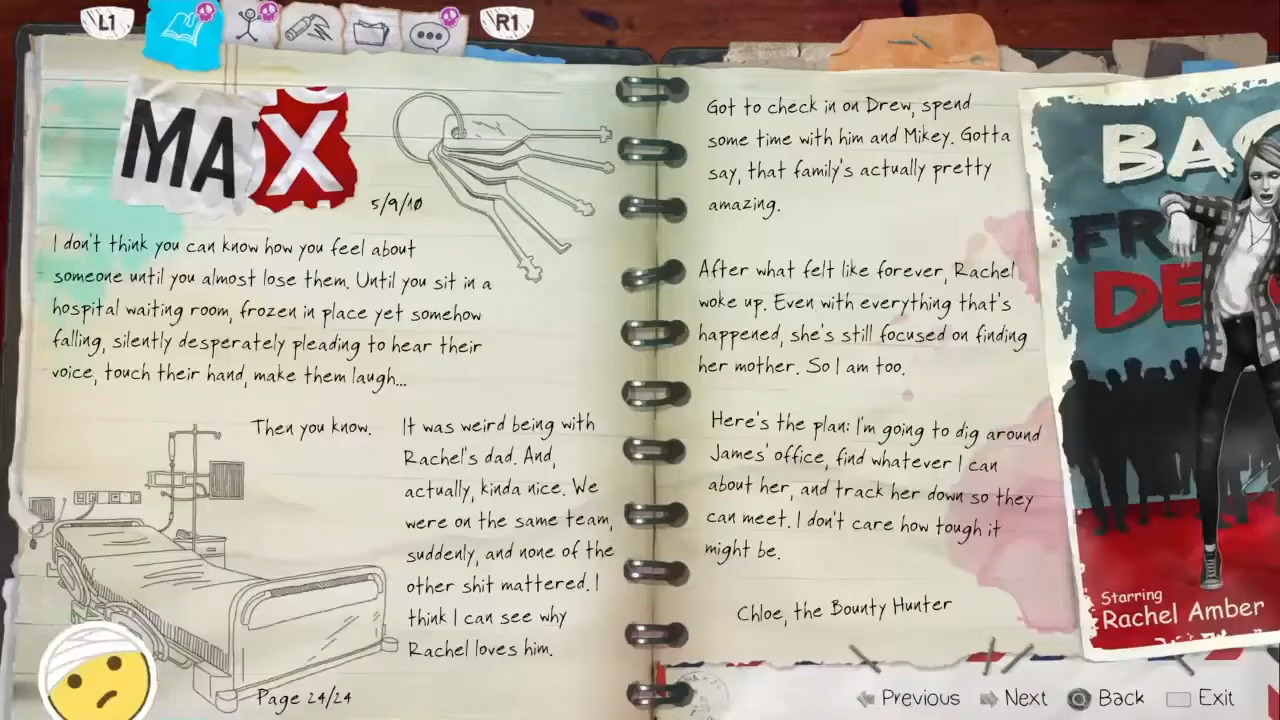 L1
R1
MAX
5/9/10
I don't think you can know how you feel about
someone until you almost lose them. Until you sit in a
hospital waiting room, frozen in place yet somehow
falling, silently desperately pleading to hear their
voice, touch their hand, make them laugh...
Then you know.
It was weird being with
Rachel's dad. And,
actually, kinda nice. We
were on the same team,
suddenly, and none of the
other shit mattered. I
think I can see why
Rachel loves him.
Page 24/24
Got to check in on Drew, spend
some time with him and Mikey. Gotta
say, that family's actually pretty
amazing.
After what felt like forever, Rachel
woke up. Even with everything that's
happened, she's still focused on finding
her mother. So I am too.
Here's the plan: I'm going to dig around
James' office, find whatever I can
about her, and track her down so they
can meet. I don't care how tough it
might be.
Chloe, the Bounty Hunter
Starring
Rachel Amber
Previous
Next
Back
Exit